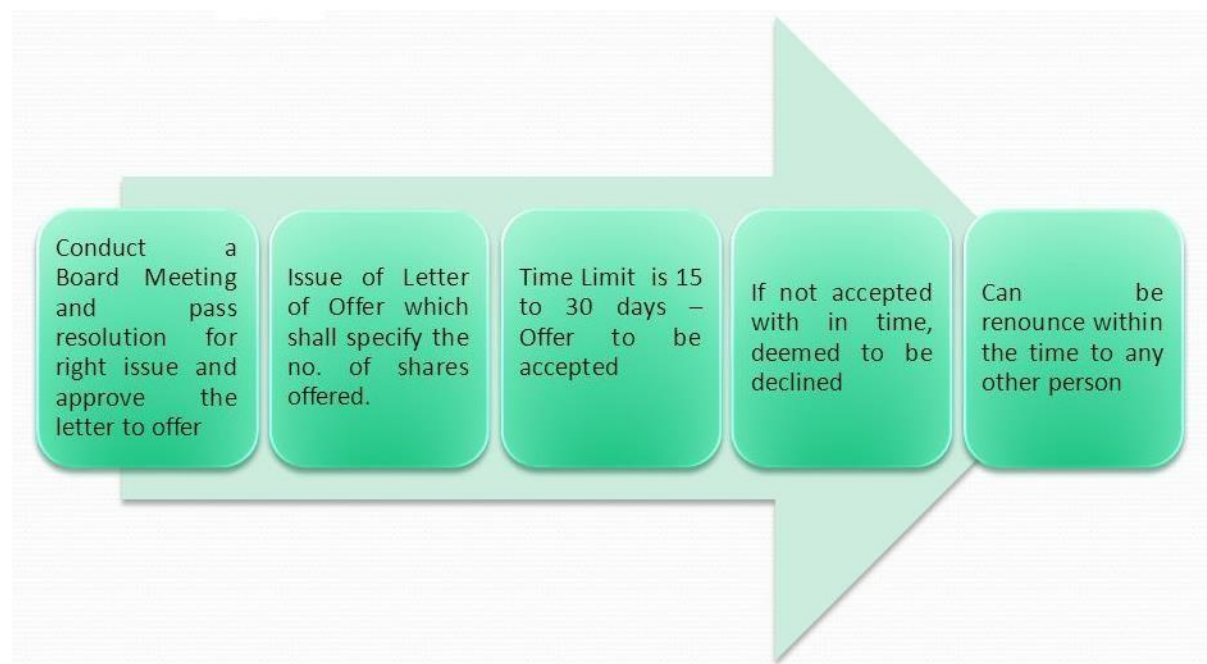 Conduct a
Board Meeting
and pass
resolution for
right issue and
approve the
letter to offer
Issue of Letter
of Offer which
shall specify the
no. of shares
offered.
Time Limit is 15
to 30 days –
Offer to be
accepted
If not accepted
with in time,
deemed to be
declined
Can be
renounce within
the time to any
other person